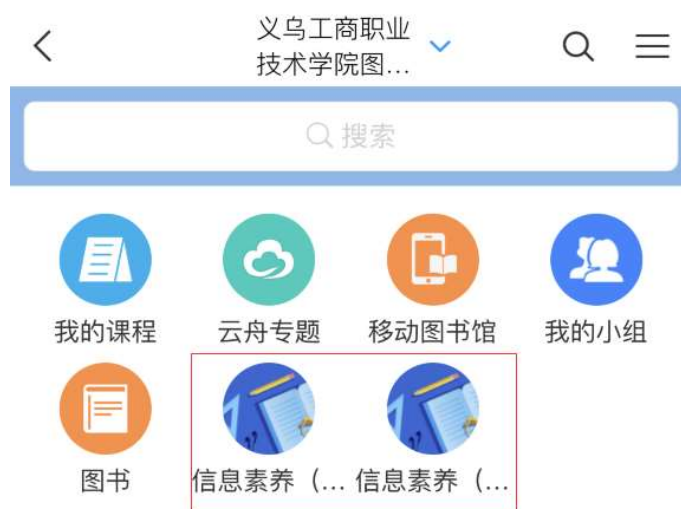 义乌工商职业
技术学院图...
搜索
我的课程
云舟专题
移动图书馆
我的小组
图书
信息素养（...
信息素养（...